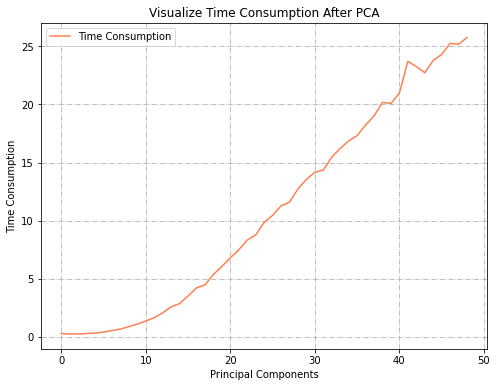 Visualize Time Consumption After PCA
Time Consumption
25
20
15
10
5
0
Time Consumption
0 10 20 30 40 50
Principal Components